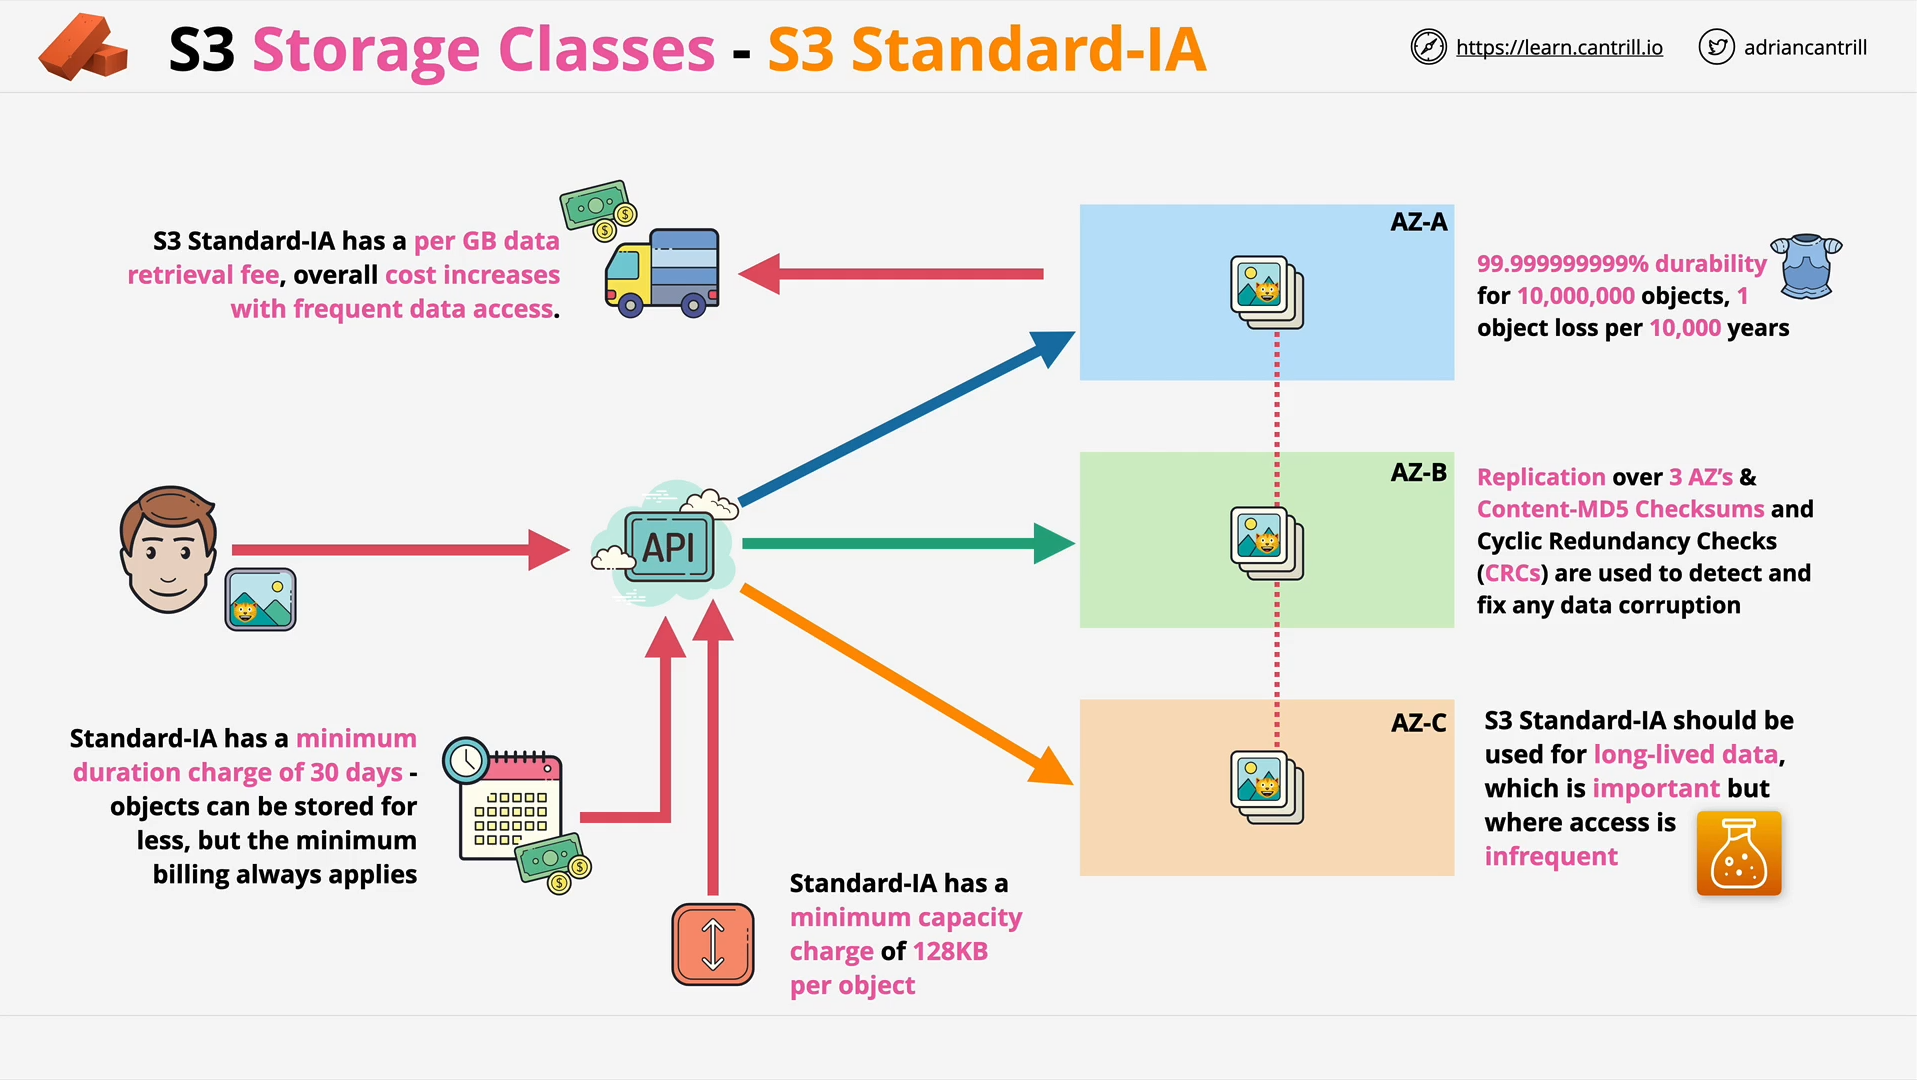 S3 Storage Classes - S3 Standard-IA
https://learn.cantrill.io
adriancantrill
S3 Standard-IA has a per GB data
retrieval fee, overall cost increases
with frequent data access.
AZ-A
99.999999999% durability
for 10,000,000 objects, 1
object loss per 10,000 years
API
AZ-B
Replication over 3 AZ’s &
Content-MD5 Checksums and
Cyclic Redundancy Checks
(CRCs) are used to detect and
fix any data corruption
Standard-IA has a minimum
duration charge of 30 days -
objects can be stored for
less, but the minimum
billing always applies
Standard-IA has a
minimum capacity
charge of 128KB
per object
AZ-C
S3 Standard-IA should be
used for long-lived data,
which is important but
where access is
infrequent